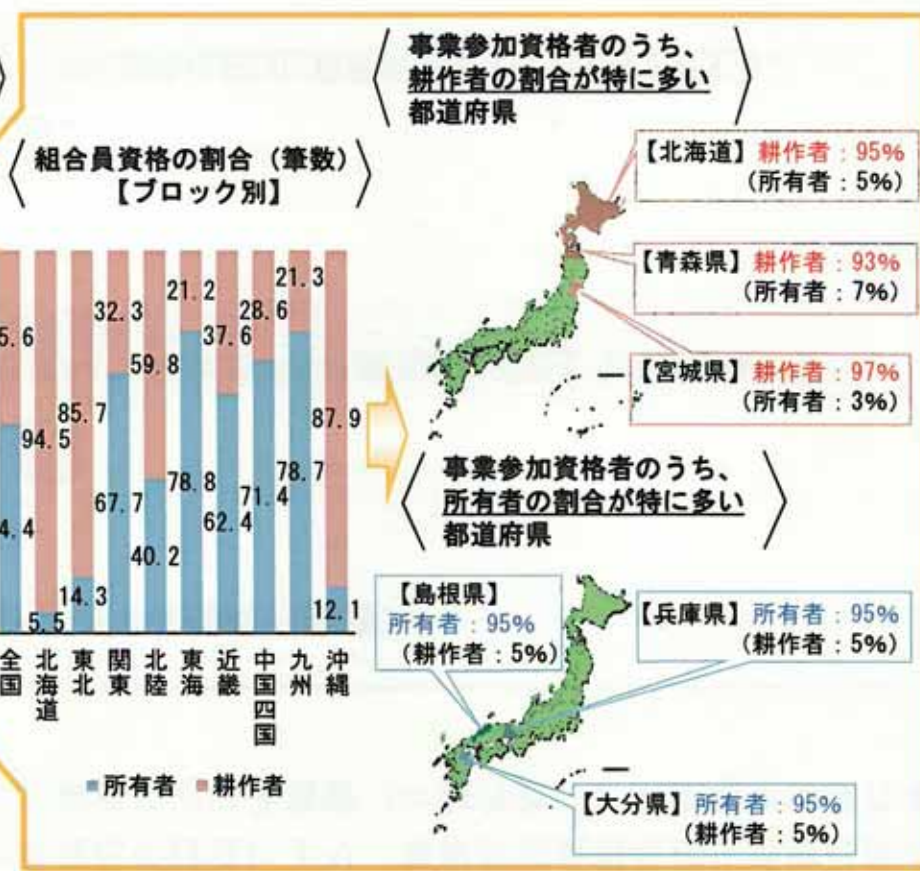 組合員資格の割合（筆数）
【ブロック別】
5.6
94.5
85.7
32.3
59.8
21.2
37.6
28.6
21.3
87.9
4.4
5.5
14.3
67.7
40.2
78.8
62.4
71.4
78.7
12.1
全国
北海道
東北
関東
北陸
東海
近畿
中国四国
九州
沖縄
■所有者 ■耕作者
事業参加資格者のうち、
耕作者の割合が特に多い
都道府県
【北海道】耕作者：95%
（所有者：5%）
【青森県】耕作者：93%
（所有者：7%）
【宮城県】耕作者：97%
（所有者：3%）
事業参加資格者のうち、
所有者の割合が特に多い
都道府県
【島根県】
所有者：95%
（耕作者：5%）
【兵庫県】所有者：95%
（耕作者：5%）
【大分県】所有者：95%
（耕作者：5%）